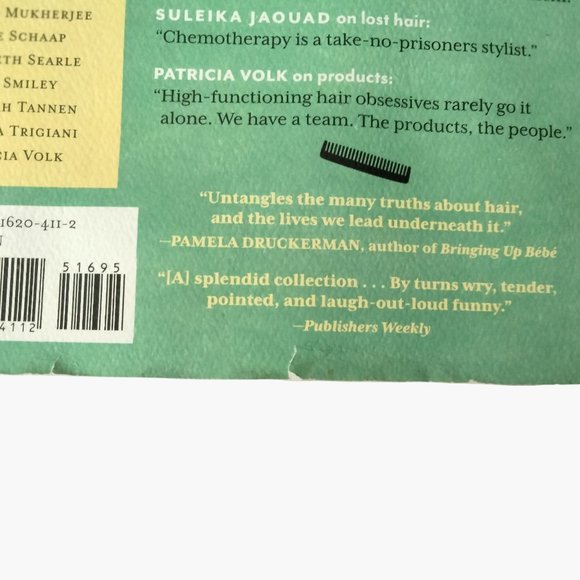 SULEIKA JAOUAD on lost hair:
“Chemotherapy is a take-no-prisoners stylist.”
PATRICIA VOLK on products:
“High-functioning hair obsessives rarely go it
alone. We have a team. The products, the people.”
“Untangles the many truths about hair,
and the lives we lead underneath it.”
—PAMELA DRUCKERMAN, author of Bringing Up Bébé
“[A] splendid collection . . . By turns wry, tender,
pointed, and laugh-out-loud funny.”
—Publishers Weekly
MUKHERJEE
SCHAAP
SEARLE
SMILEY
TANNEN
TRIGIANI
VOLK
1620-411-2
51695
4112